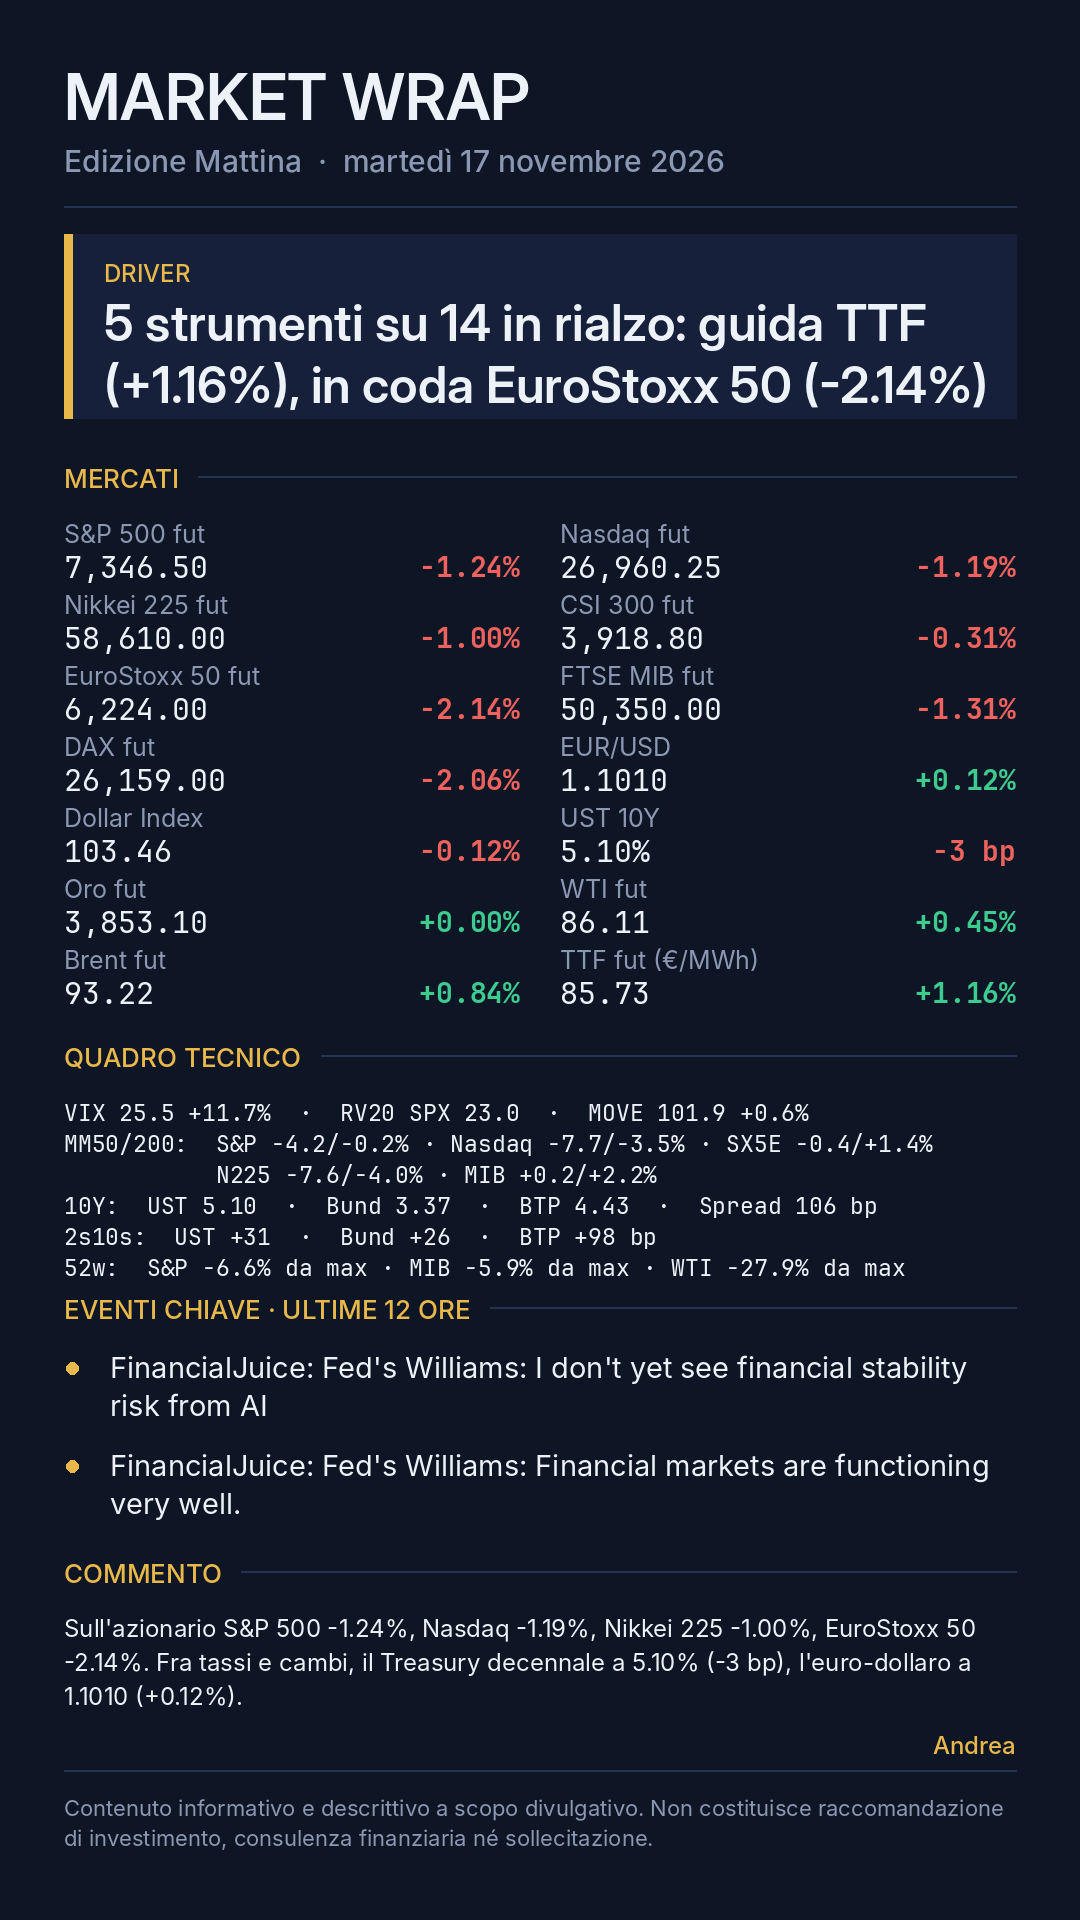 MARKET WRAP
Edizione Mattina · martedì 17 novembre 2026
DRIVER
5 strumenti su 14 in rialzo: guida TTF
(+1.16%), in coda EuroStoxx 50 (-2.14%)
MERCATI
S&P 500 fut
7,346.50 -1.24%
Nasdaq fut
26,960.25 -1.19%
Nikkei 225 fut
58,610.00 -1.00%
CSI 300 fut
3,918.80 -0.31%
EuroStoxx 50 fut
6,224.00 -2.14%
FTSE MIB fut
50,350.00 -1.31%
DAX fut
26,159.00 -2.06%
EUR/USD
1.1010 +0.12%
Dollar Index
103.46 -0.12%
UST 10Y
5.10% -3 bp
Oro fut
3,853.10 +0.00%
WTI fut
86.11 +0.45%
Brent fut
93.22 +0.84%
TTF fut (€/MWh)
85.73 +1.16%
QUADRO TECNICO
VIX 25.5 +11.7% · RV20 SPX 23.0 · MOVE 101.9 +0.6%
MM50/200: S&P -4.2/-0.2% · Nasdaq -7.7/-3.5% · SX5E -0.4/+1.4%
N225 -7.6/-4.0% · MIB +0.2/+2.2%
10Y: UST 5.10 · Bund 3.37 · BTP 4.43 · Spread 106 bp
2s10s: UST +31 · Bund +26 · BTP +98 bp
52w: S&P -6.6% da max · MIB -5.9% da max · WTI -27.9% da max
EVENTI CHIAVE · ULTIME 12 ORE
FinancialJuice: Fed's Williams: I don't yet see financial stability
risk from AI
FinancialJuice: Fed's Williams: Financial markets are functioning
very well.
COMMENTO
Sull'azionario S&P 500 -1.24%, Nasdaq -1.19%, Nikkei 225 -1.00%, EuroStoxx 50
-2.14%. Fra tassi e cambi, il Treasury decennale a 5.10% (-3 bp), l'euro-dollaro a
1.1010 (+0.12%).
Andrea
Contenuto informativo e descrittivo a scopo divulgativo. Non costituisce raccomandazione
di investimento, consulenza finanziaria né sollecitazione.